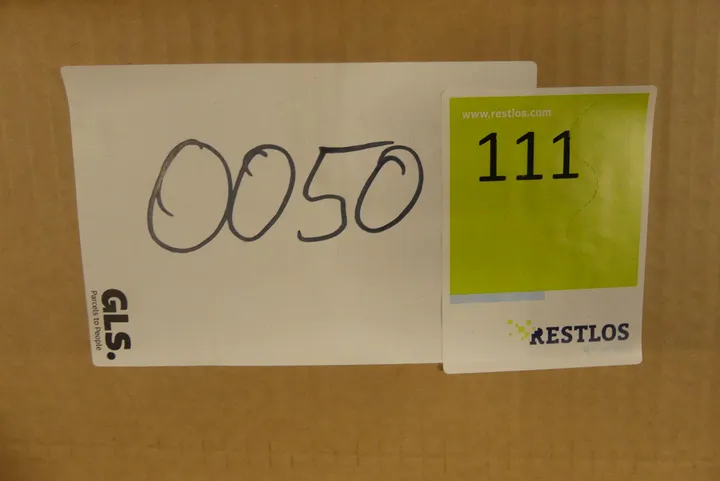 0050
GLS.
Parcels to People
www.restlos.com
111
RESTLOS